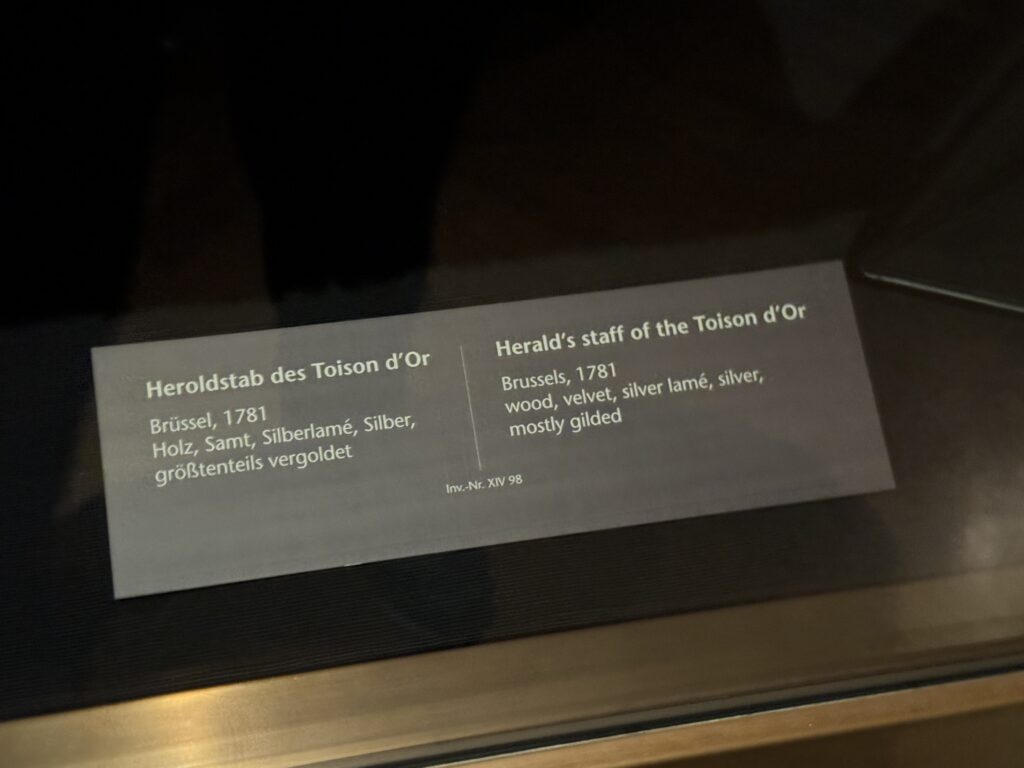 Heroldstab des Toison d'Or
Brüssel, 1781
Holz, Samt, Silberlamé, Silber,
größtenteils vergoldet
Herald's staff of the Toison d'Or
Brussels, 1781
wood, velvet, silver lamé, silver,
mostly gilded
Inv.-Nr. XIV 98